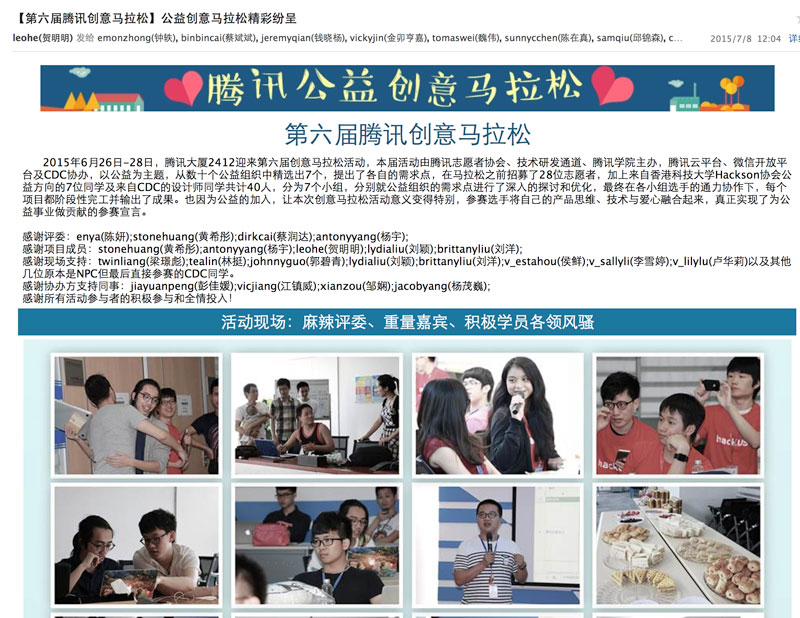 【第六届腾讯创意马拉松】公益创意马拉松精彩纷呈
leohe(贺明明) 发给 emonzhong(钟轶), binbincai(蔡斌斌), jeremyqian(钱晓杨), vickyjin(金卯亨嘉), tomaswei(魏伟), sunnycchen(陈在真), samqiu(邱锦森), c...
2015/7/8 12:04
腾讯公益创意马拉松
第六届腾讯创意马拉松
2015年6月26日-28日，腾讯大厦2412迎来第六届创意马拉松活动，本届活动由腾讯志愿者协会、技术研发通道、腾讯学院主办，腾讯云平台、微信开放平
台及CDC协办，以公益为主题，从数十个公益组织中精选出7个，提出了各自的需求点，在马拉松之前招募了28位志愿者，加上来自香港科技大学Hackson协会公
益方向的7位同学及来自CDC的设计师同学共计40人，分为7个小组，分别就公益组织的需求点进行了深入的探讨和优化，最终在各小组选手的通力协作下，每个
项目都阶段性完工并输出了成果。也因为公益的加入，让本次创意马拉松活动意义变得特别，参赛选手将自己的产品思维、技术与爱心融合起来，真正实现了为公
益事业做贡献的参赛宣言。
感谢评委：enya(陈妍);stonehuang(黄希彤);dirkcai(蔡润达);antonyyang(杨宇);
感谢项目成员：stonehuang(黄希彤);antonyyang(杨宇);leohe(贺明明);lydialiu(刘颖);brittanyliu(刘洋);
感谢现场支持：twinliang(梁璟彪);tealin(林挺);johnnyguo(郭碧青);lydialiu(刘颖);brittanyliu(刘洋);v_estahou(侯鲜);v_sallyli(李雪婷);v_lilylu(卢华莉)以及其他
几位原本是NPC但最后直接参赛的CDC同学。
感谢协办方支持同事：jiayuanpeng(彭佳媛);vicjiang(江镇威);xianzou(邹娴);jacobyang(杨茂巍);
感谢所有活动参与者的积极参与和全情投入！
活动现场：麻辣评委、重量嘉宾、积极学员各领风骚
hack
hackUS